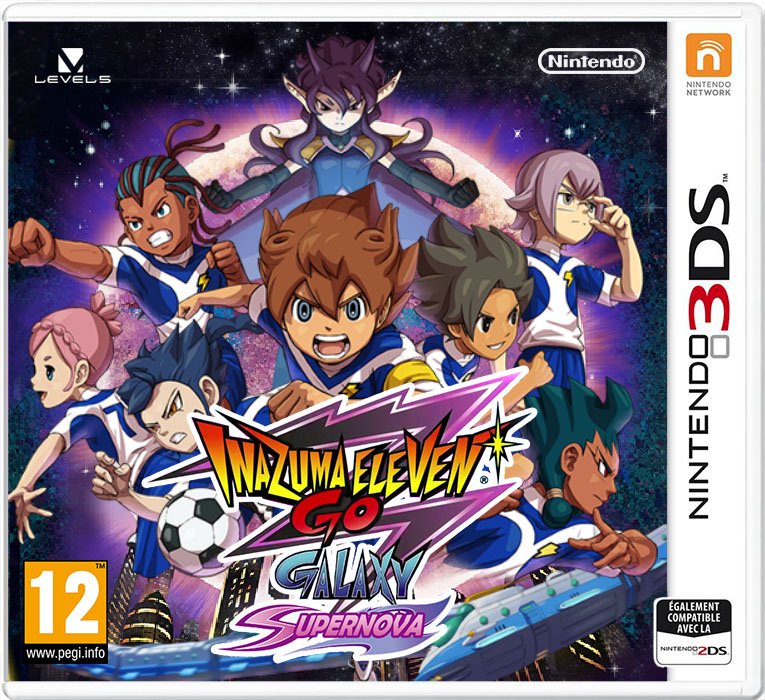 LEVEL5
Nintendo®
NINTENDO
NETWORK
NINTENDO 3DS™
INAZUMA ELEVEN®
GO
GALAXY
SUPERNOVA
12™
www.pegi.info
ÉGALEMENT
COMPATIBLE
AVEC LA
NINTENDO 2DS